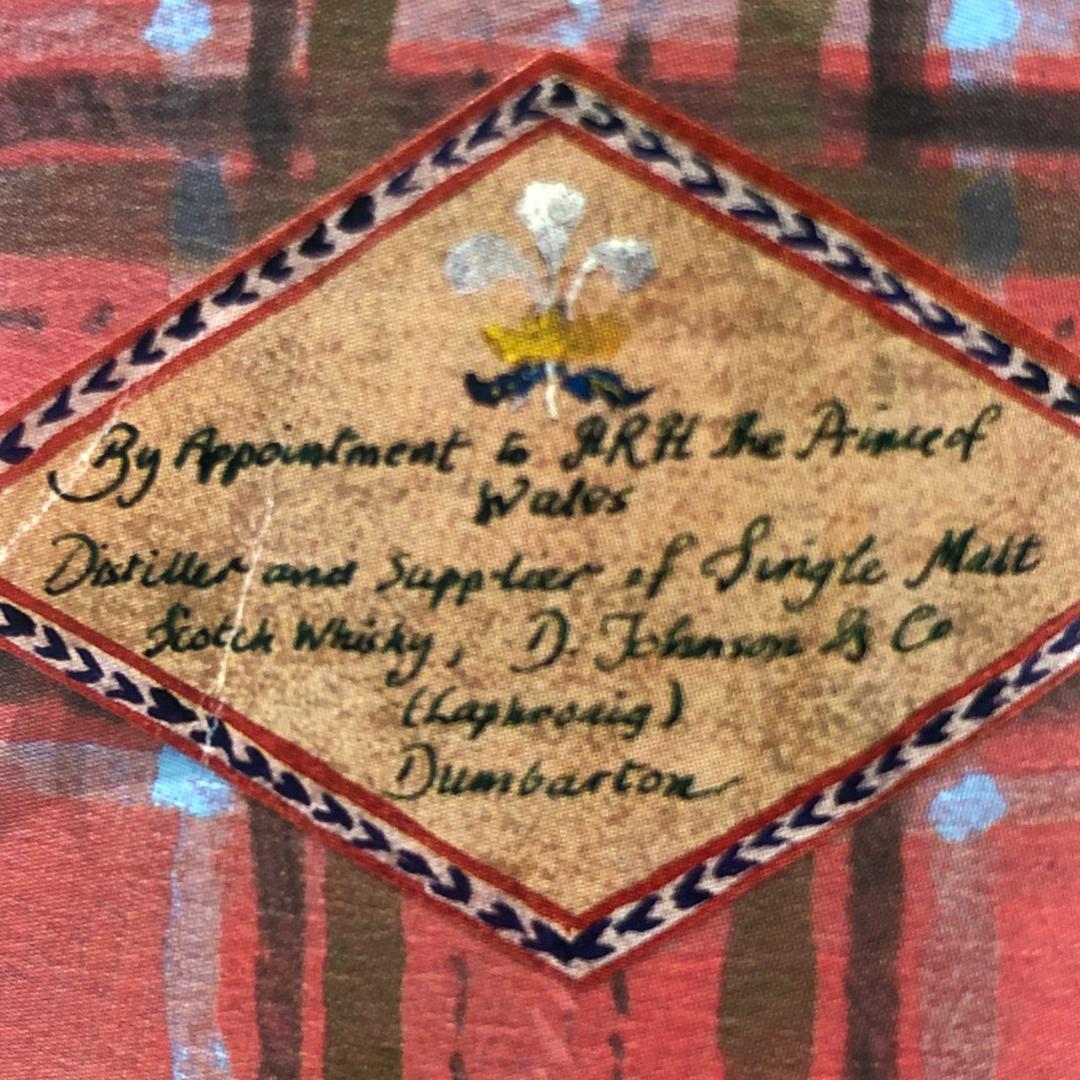 By Appointment to HRH the Prince of
Wales
Distiller and Supplier of Single Malt
Scotch Whisky, D. Johnson & Co
(Laphroaig)
Dumbarton